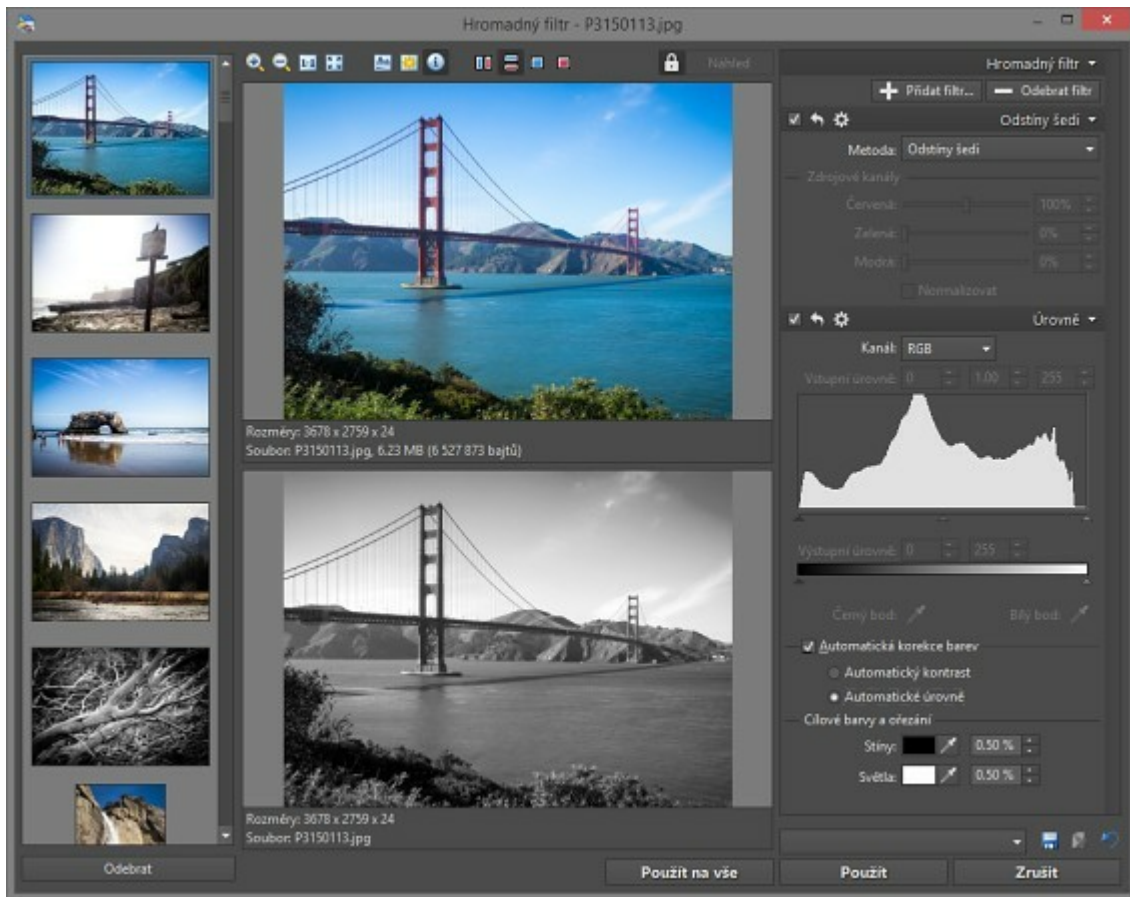 Hromadný filtr - P3150113.jpg
Náhled
Hromadný filtr
Přidat filtr...
Odebrat filtr
Odstíny šedi
Metoda: Odstíny šedi
Zdrojové kanály
Červená: 100%
Zelená: 0%
Modrá: 0%
Normalizovat
Úrovně
Kanál: RGB
Vstupní úrovně: 0 1.00 255
Výstupní úrovně: 0 255
Černý bod:
Bílý bod:
Automatická korekce barev
Automatický kontrast
Automatické úrovně
Cílové barvy a ořezání
Stíny: 0.50 %
Světla: 0.50 %
Rozměry: 3678 x 2759 x 24
Soubor: P3150113.jpg, 6.23 MB (6 527 873 bajtů)
Rozměry: 3678 x 2759 x 24
Soubor: P3150113.jpg
Odebrat
Použít na vše
Použít
Zrušit